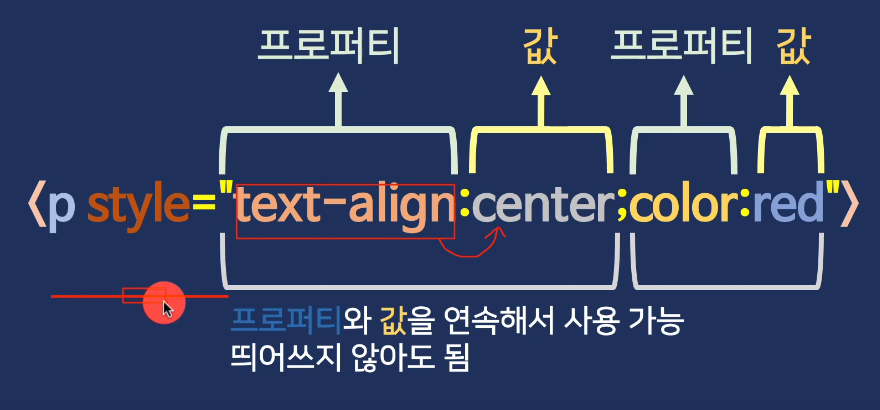 프로퍼티 값 프로퍼티 값
<p style="text-align:center;color:red">
프로퍼티와 값을 연속해서 사용 가능
띄어쓰지 않아도 됨